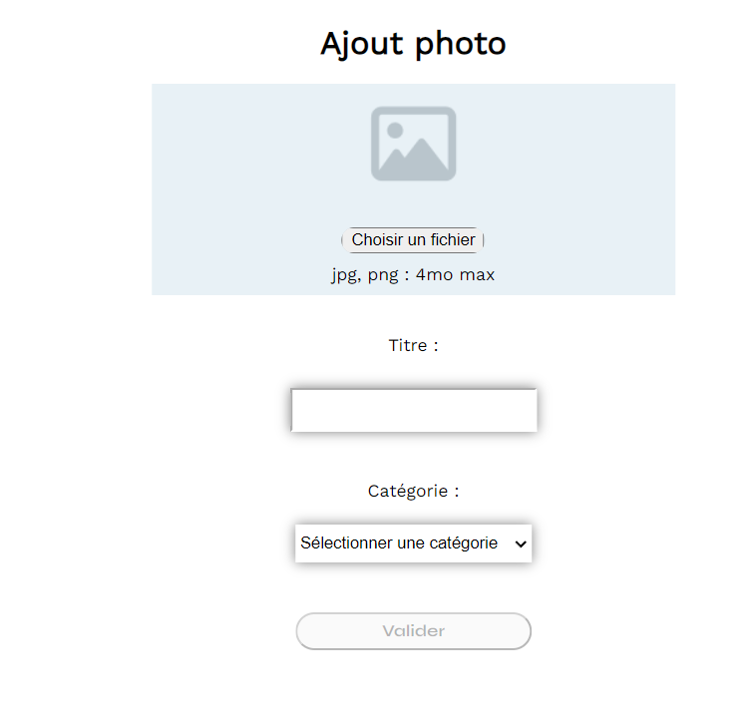 Ajout photo
Choisir un fichier
jpg, png : 4mo max
Titre :
Catégorie :
Sélectionner une catégorie
Valider